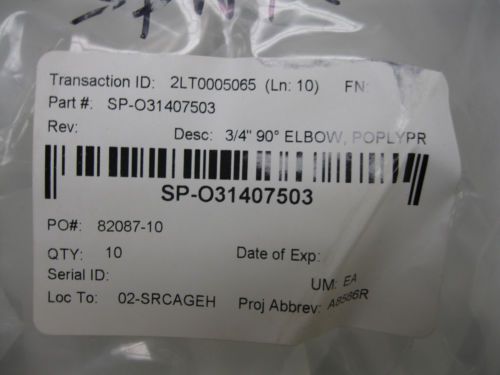 Transaction ID: 2LT0005065 (Ln: 10) FN:
Part #: SP-O31407503
Rev: Desc: 3/4" 90° ELBOW, POPLYPR
SP-O31407503
PO#: 82087-10
QTY: 10 Date of Exp:
Serial ID: UM: EA
Loc To: 02-SRCAGEH Proj Abbrev: A8586R